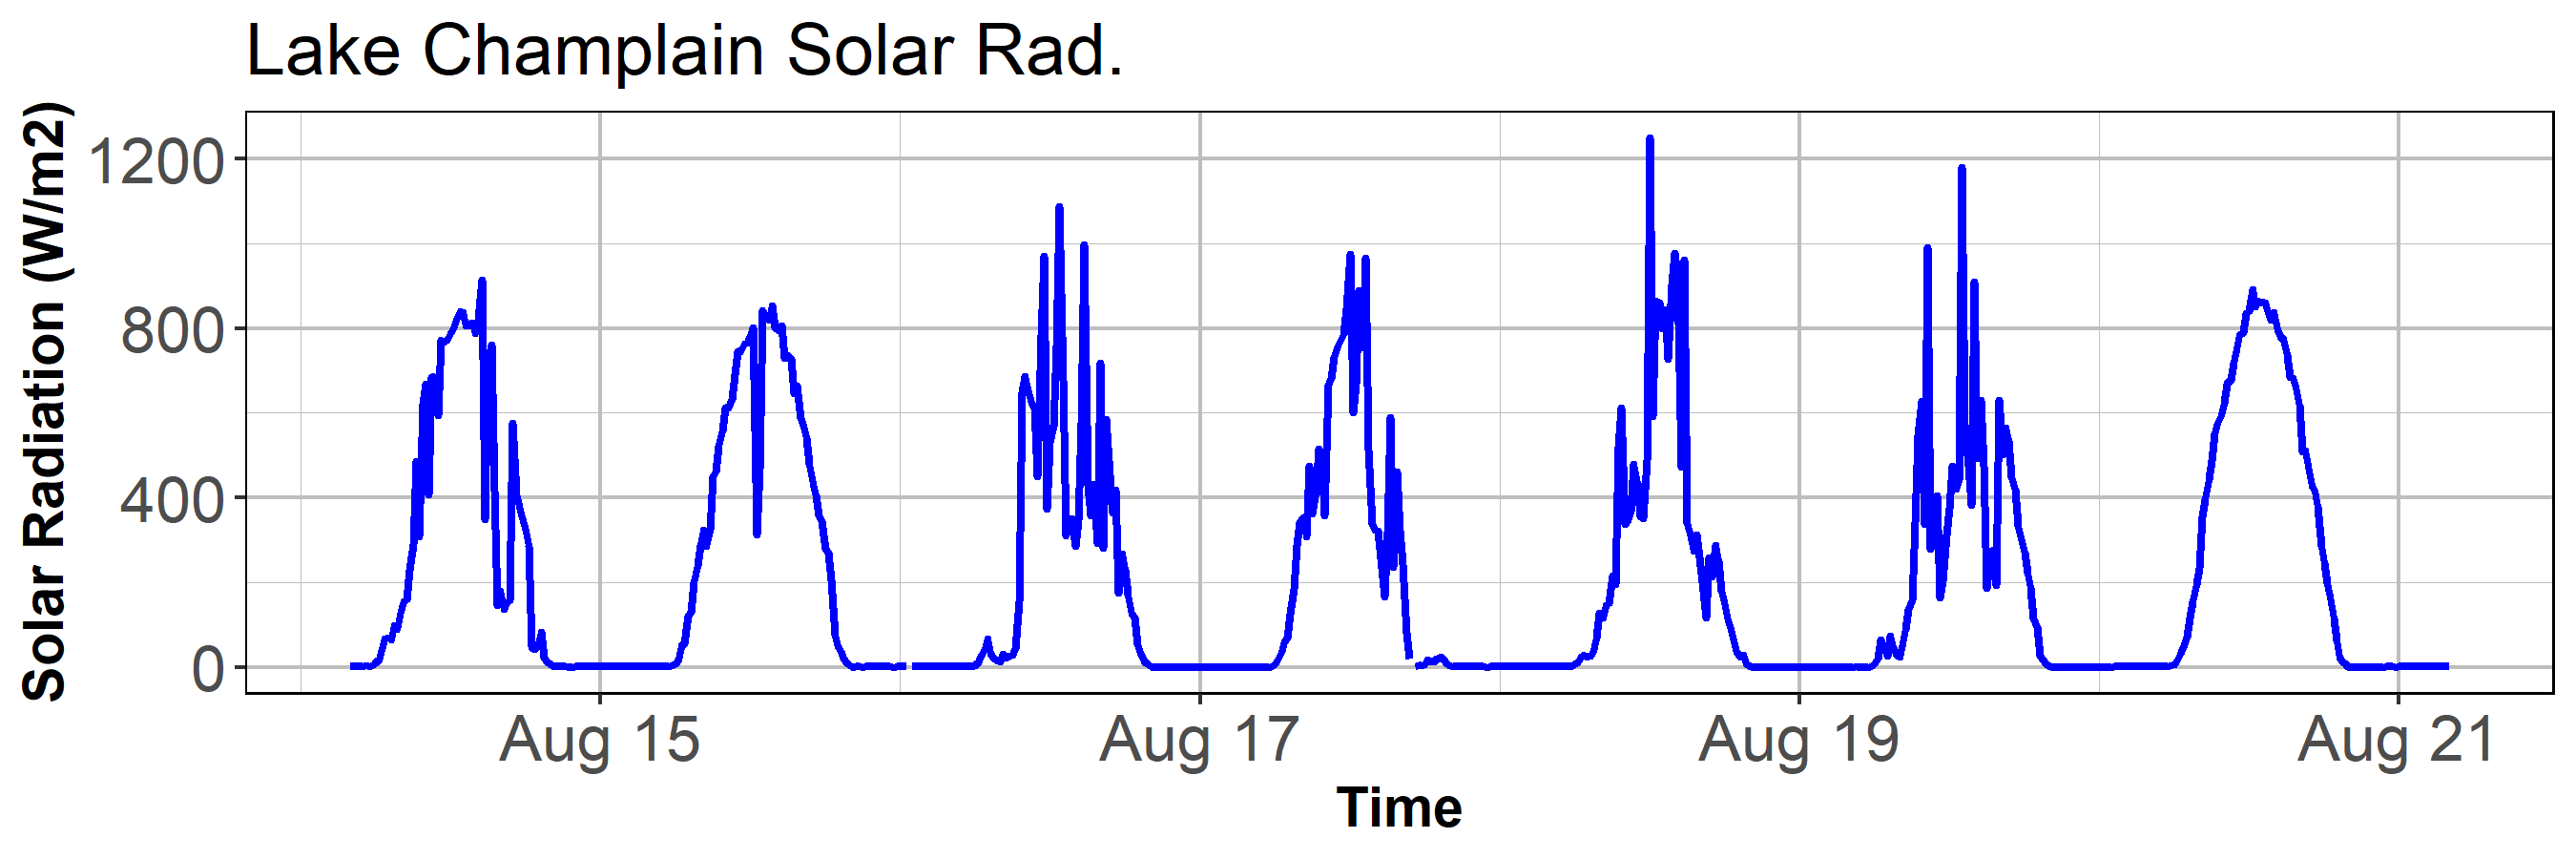 Lake Champlain Solar Rad.
Solar Radiation (W/m2)
1200
800
400
0
Aug 15 Aug 17 Aug 19 Aug 21
Time